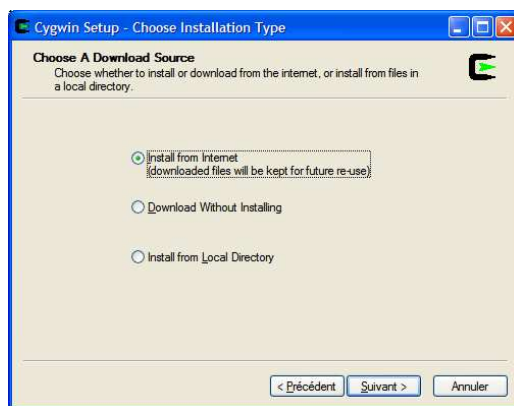 Cygwin Setup - Choose Installation Type
Choose A Download Source
Choose whether to install or download from the internet, or install from files in
a local directory.
Install from Internet
(downloaded files will be kept for future re-use)
Download Without Installing
Install from Local Directory
< Précédent Suivant > Annuler